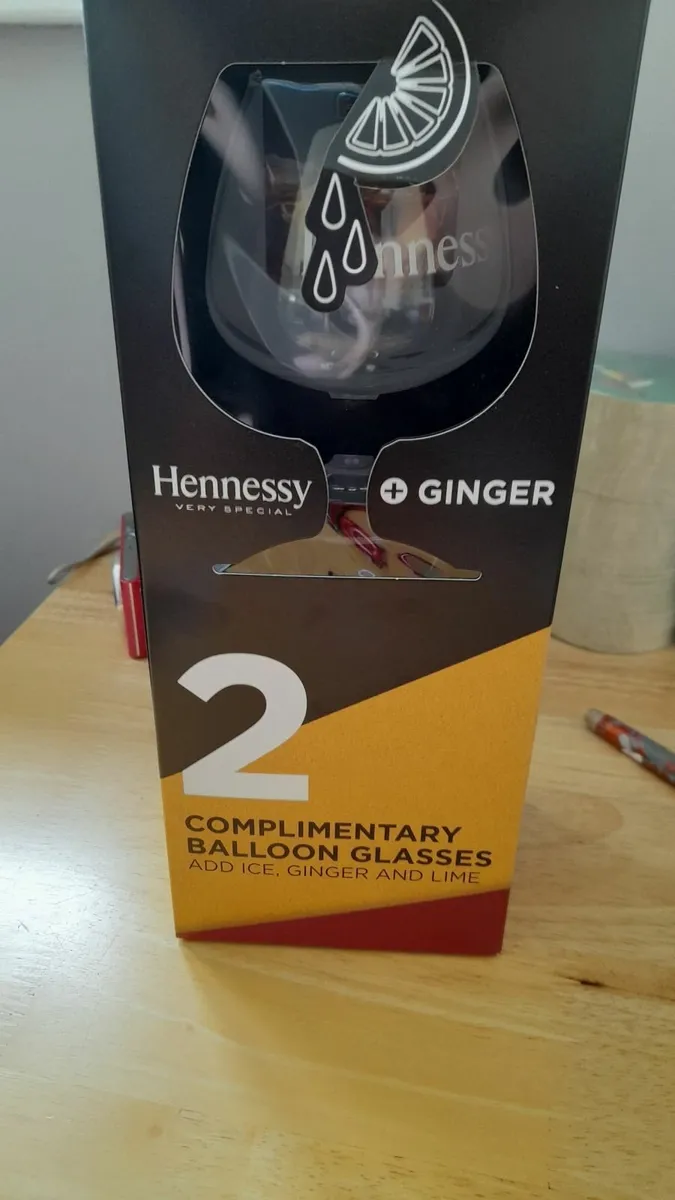 Hennessy
VERY SPECIAL
+ GINGER
2
COMPLIMENTARY
BALLOON GLASSES
ADD ICE, GINGER AND LIME